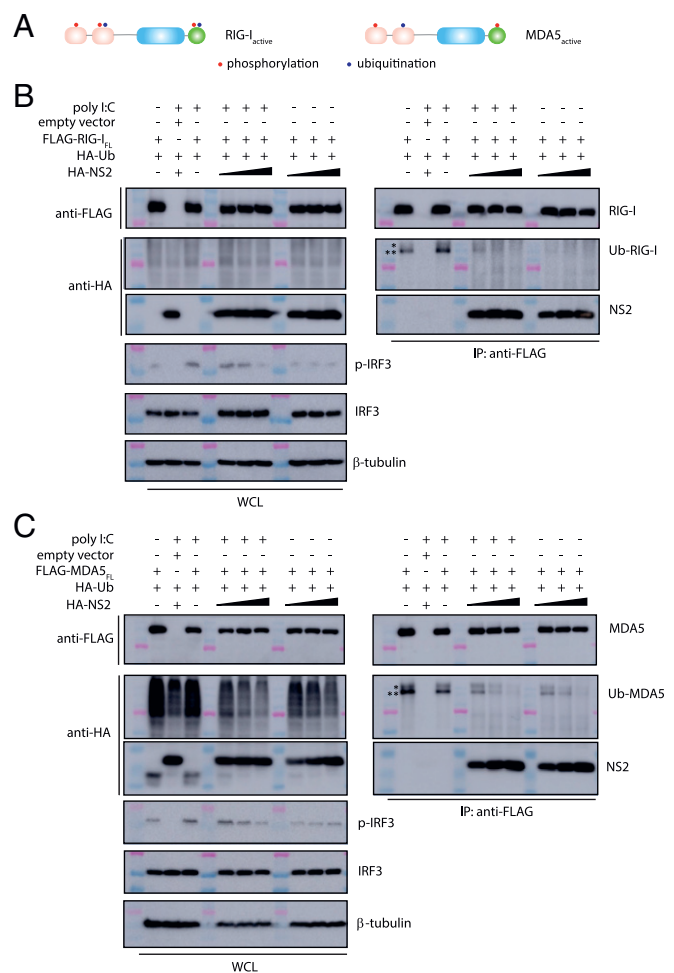 A
RIG-Iactive
MDA5active
phosphorylation ubiquitination
B
poly I:C - + + + + + - - -
empty vector - + - - - - - - -
FLAG-RIG-IFL + - + + + + + + +
HA-Ub + + + + + + + + +
HA-NS2 - + -
- + + + + + - - -
- + - - - - - - -
+ - + + + + + + +
+ + + + + + + + +
- + -
anti-FLAG
RIG-I
anti-HA
*
**
Ub-RIG-I
NS2
IP: anti-FLAG
p-IRF3
IRF3
β-tubulin
WCL
C
poly I:C - + + + + + - - -
empty vector - + - - - - - - -
FLAG-MDA5FL + - + + + + + + +
HA-Ub + + + + + + + + +
HA-NS2 - + -
- + + + + + - - -
- + - - - - - - -
+ - + + + + + + +
+ + + + + + + + +
- + -
anti-FLAG
MDA5
anti-HA
*
**
Ub-MDA5
NS2
IP: anti-FLAG
p-IRF3
IRF3
β-tubulin
WCL